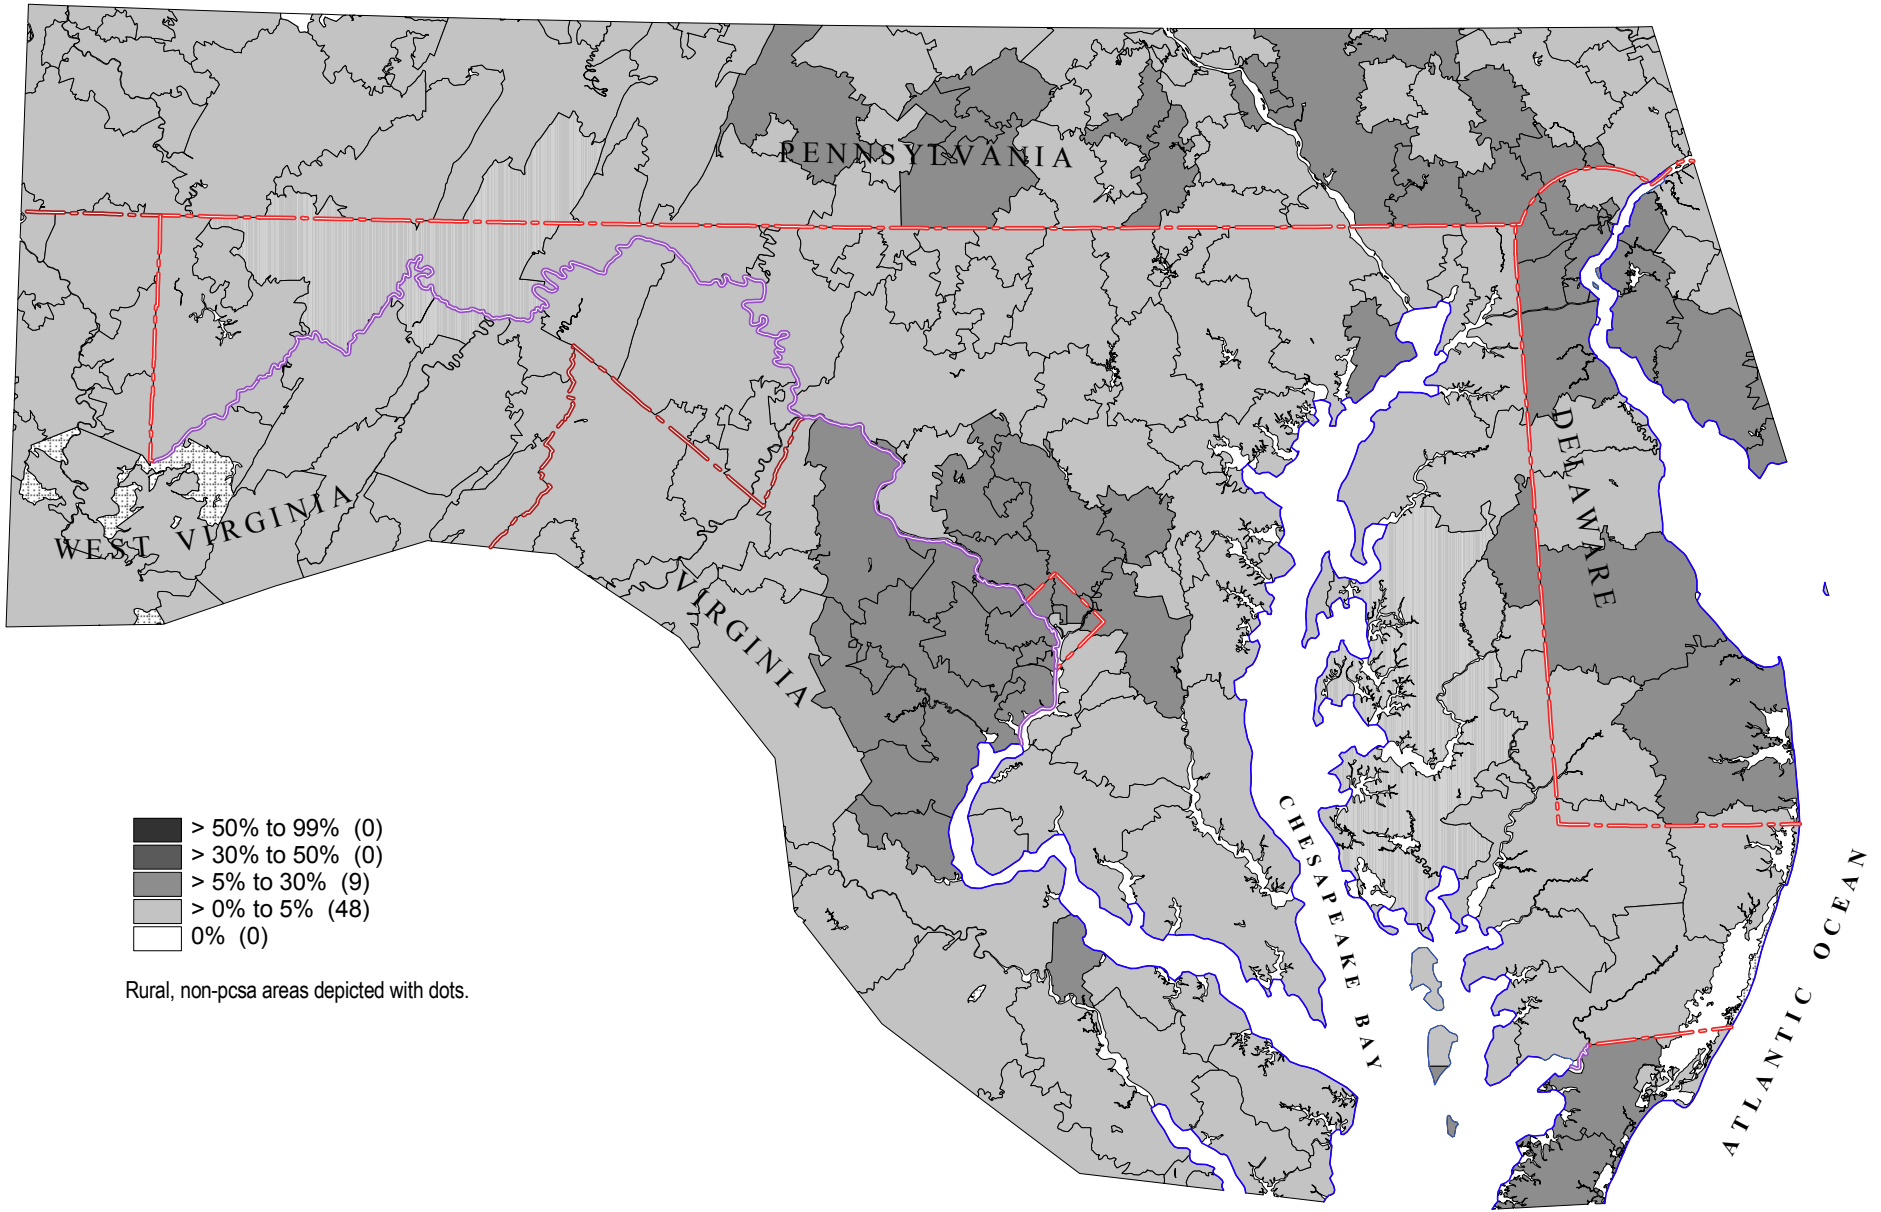 PENNSYLVANIA
DELAWARE
WEST VIRGINIA
VIRGINIA
CHESAPEAKE BAY
ATLANTIC OCEAN
> 50% to 99% (0)
> 30% to 50% (0)
> 5% to 30% (9)
> 0% to 5% (48)
0% (0)
Rural, non-pcsa areas depicted with dots.